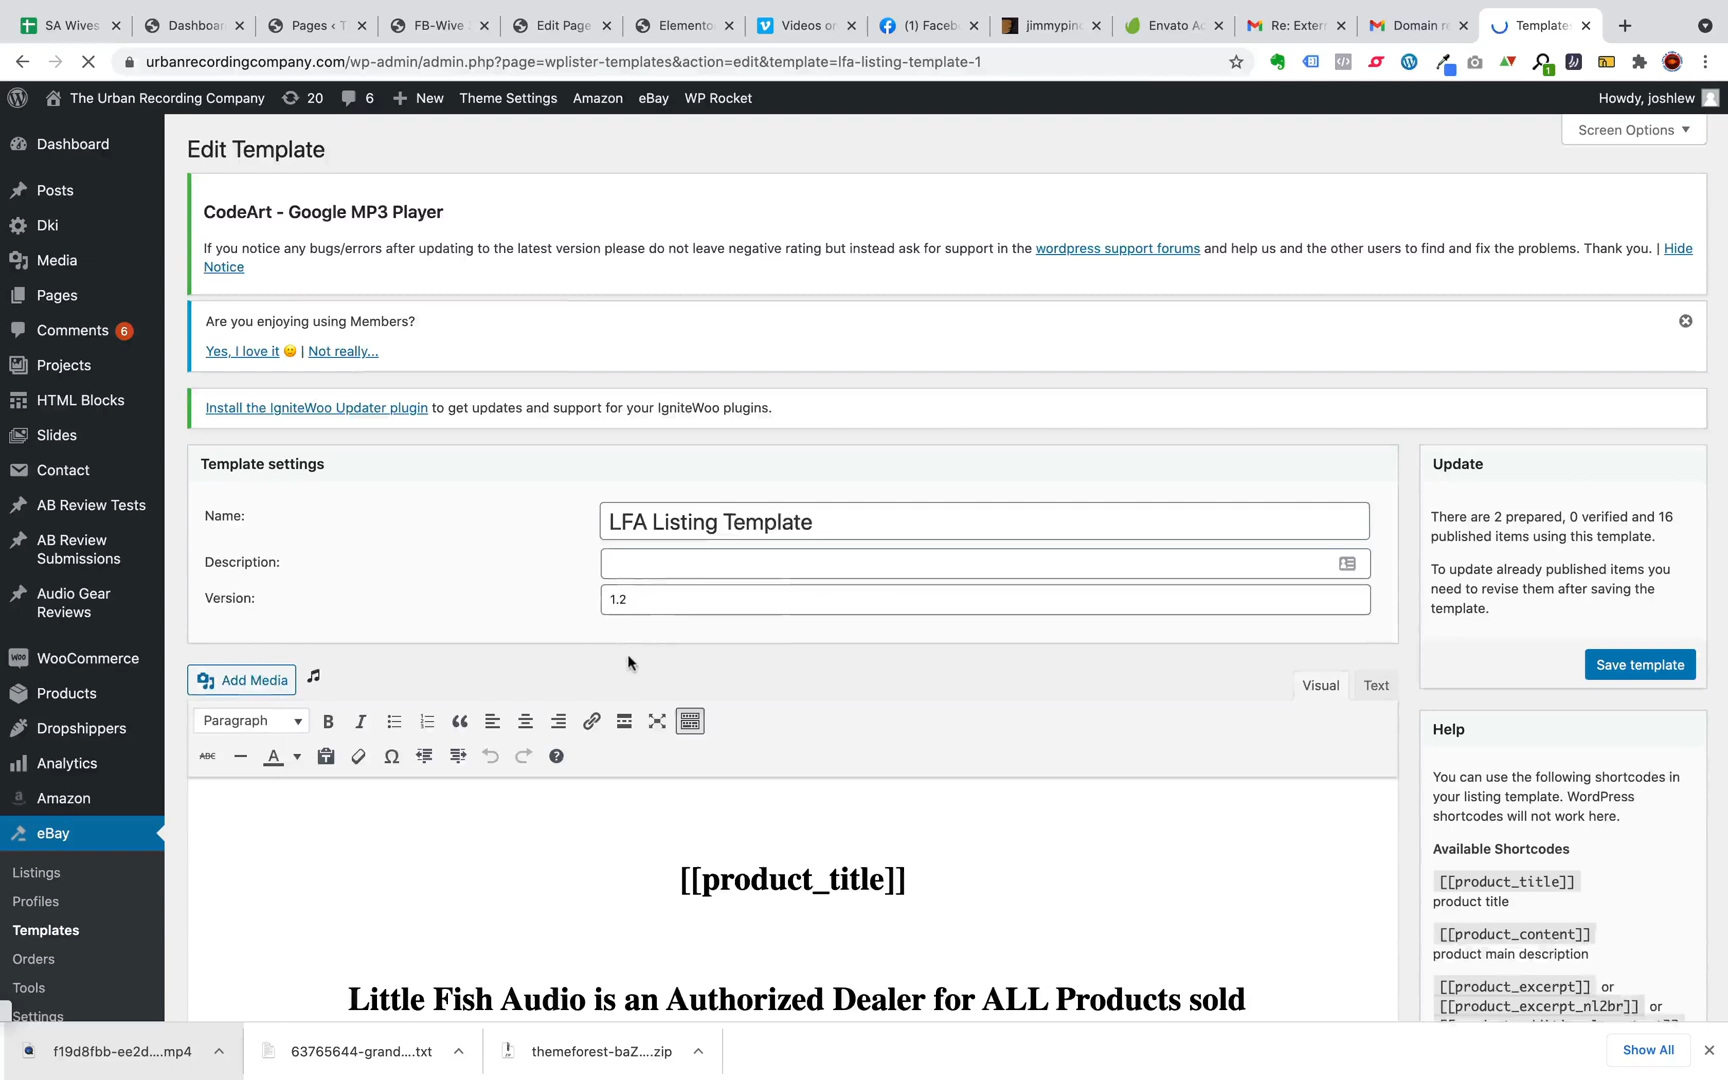 SA Wives
Dashboar
Pages ‹ T
FB-Wive
Edit Page
Elemento
Videos on
(1) Faceb
jimmypin
Envato A
Re: Exter
Domain r
Template
urbanrecordingcompany.com/wp-admin/admin.php?page=wplister-templates&action=edit&template=lfa-listing-template-1
The Urban Recording Company 20 6 New Theme Settings Amazon eBay WP Rocket Howdy, joshlew
Screen Options
Edit Template
CodeArt - Google MP3 Player
If you notice any bugs/errors after updating to the latest version please do not leave negative rating but instead ask for support in the wordpress support forums and help us and the other users to find and fix the problems. Thank you. | Hide
Notice
Are you enjoying using Members?
Yes, I love it 🙂 | Not really...
Install the IgniteWoo Updater plugin to get updates and support for your IgniteWoo plugins.
Dashboard
Posts
Dki
Media
Pages
Comments 6
Projects
HTML Blocks
Slides
Contact
AB Review Tests
AB Review
Submissions
Audio Gear
Reviews
WooCommerce
Products
Dropshippers
Analytics
Amazon
eBay
Listings
Profiles
Templates
Orders
Tools
Settings
Template settings
Name: LFA Listing Template
Description:
Version: 1.2
Add Media
Visual Text
Paragraph
B I
ABC A
[[product_title]]
Little Fish Audio is an Authorized Dealer for ALL Products sold
Update
There are 2 prepared, 0 verified and 16
published items using this template.
To update already published items you
need to revise them after saving the
template.
Save template
Help
You can use the following shortcodes in
your listing template. WordPress
shortcodes will not work here.
Available Shortcodes
[[product_title]]
product title
[[product_content]]
product main description
[[product_excerpt]] or
[[product_excerpt_nl2br]] or
f19d8fbb-ee2d....mp4
63765644-grand....txt
themeforest-baZ....zip
Show All